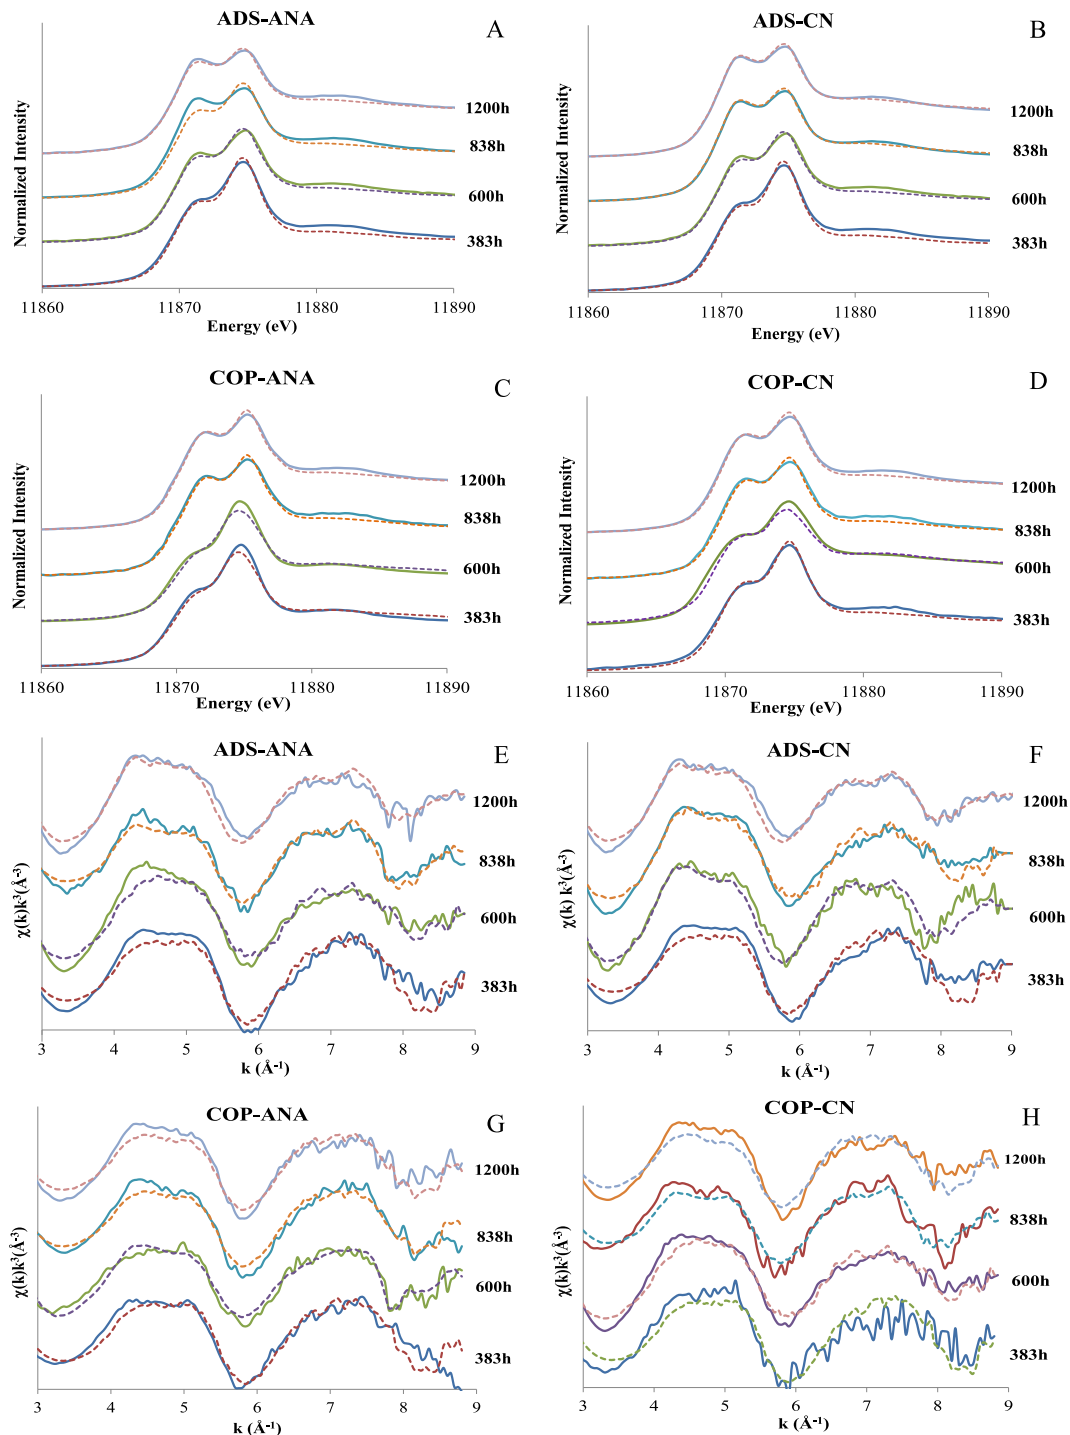 ADS-ANA
A
Normalized Intensity
1200h
838h
600h
383h
11860 11870 11880 11890
Energy (eV)
ADS-CN
B
Normalized Intensity
1200h
838h
600h
383h
11860 11870 11880 11890
Energy (eV)
COP-ANA
C
Normalized Intensity
1200h
838h
600h
383h
11860 11870 11880 11890
Energy (eV)
COP-CN
D
Normalized Intensity
1200h
838h
600h
383h
11860 11870 11880 11890
Energy (eV)
ADS-ANA
E
χ(k)k³(Å⁻³)
1200h
838h
600h
383h
3 4 5 6 7 8 9
k (Å⁻¹)
ADS-CN
F
χ(k) k³(Å⁻³)
1200h
838h
600h
383h
3 4 5 6 7 8 9
k (Å⁻¹)
COP-ANA
G
χ(k)k³(Å⁻³)
1200h
838h
600h
383h
3 4 5 6 7 8 9
k (Å⁻¹)
COP-CN
H
χ(k)k³(Å⁻³)
1200h
838h
600h
383h
3 4 5 6 7 8 9
k (Å⁻¹)